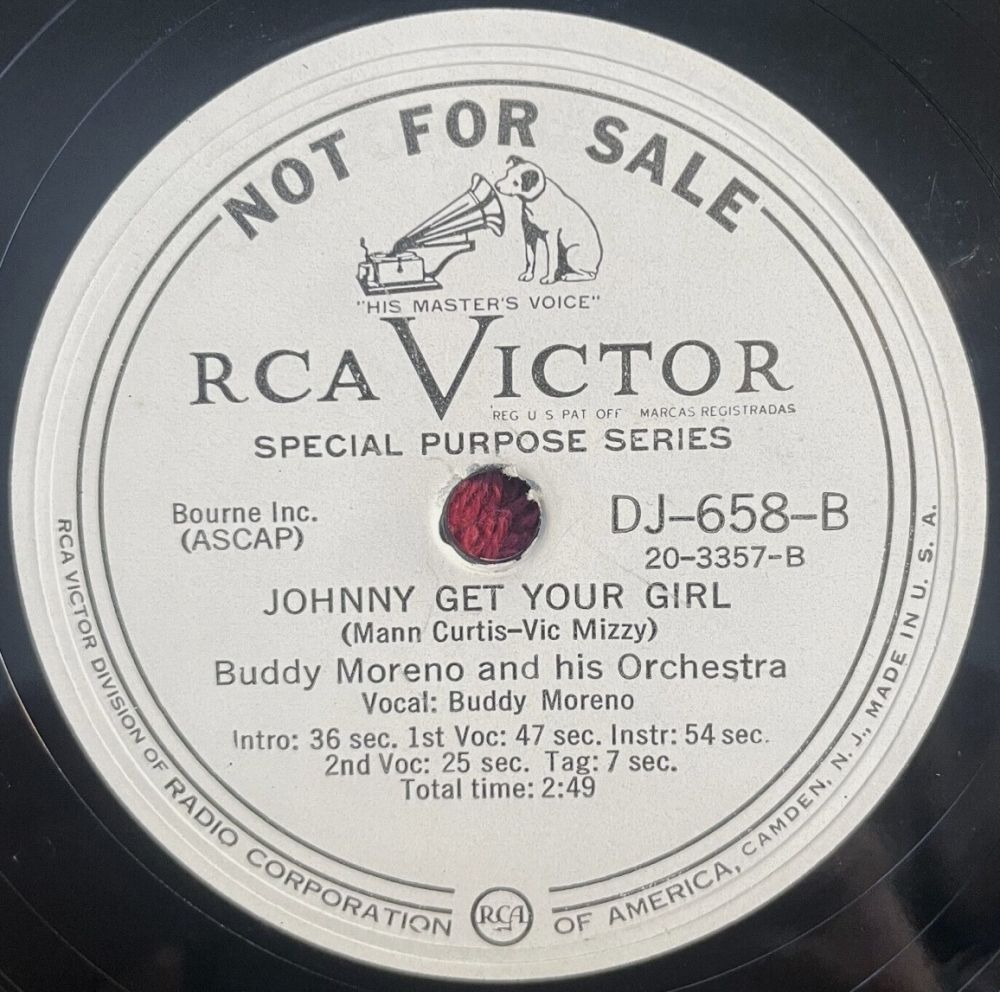 NOT FOR SALE
"HIS MASTER'S VOICE"
RCA VICTOR
REG U S PAT OFF MARCAS REGISTRADAS
SPECIAL PURPOSE SERIES
Bourne Inc.
(ASCAP)
DJ-658-B
20-3357-B
JOHNNY GET YOUR GIRL
(Mann Curtis-Vic Mizzy)
Buddy Moreno and his Orchestra
Vocal: Buddy Moreno
Intro: 36 sec. 1st Voc: 47 sec. Instr: 54 sec.
2nd Voc: 25 sec. Tag: 7 sec.
Total time: 2:49
RCA VICTOR DIVISION OF RADIO CORPORATION RCA OF AMERICA, CAMDEN, N. J., MADE IN U. S. A.